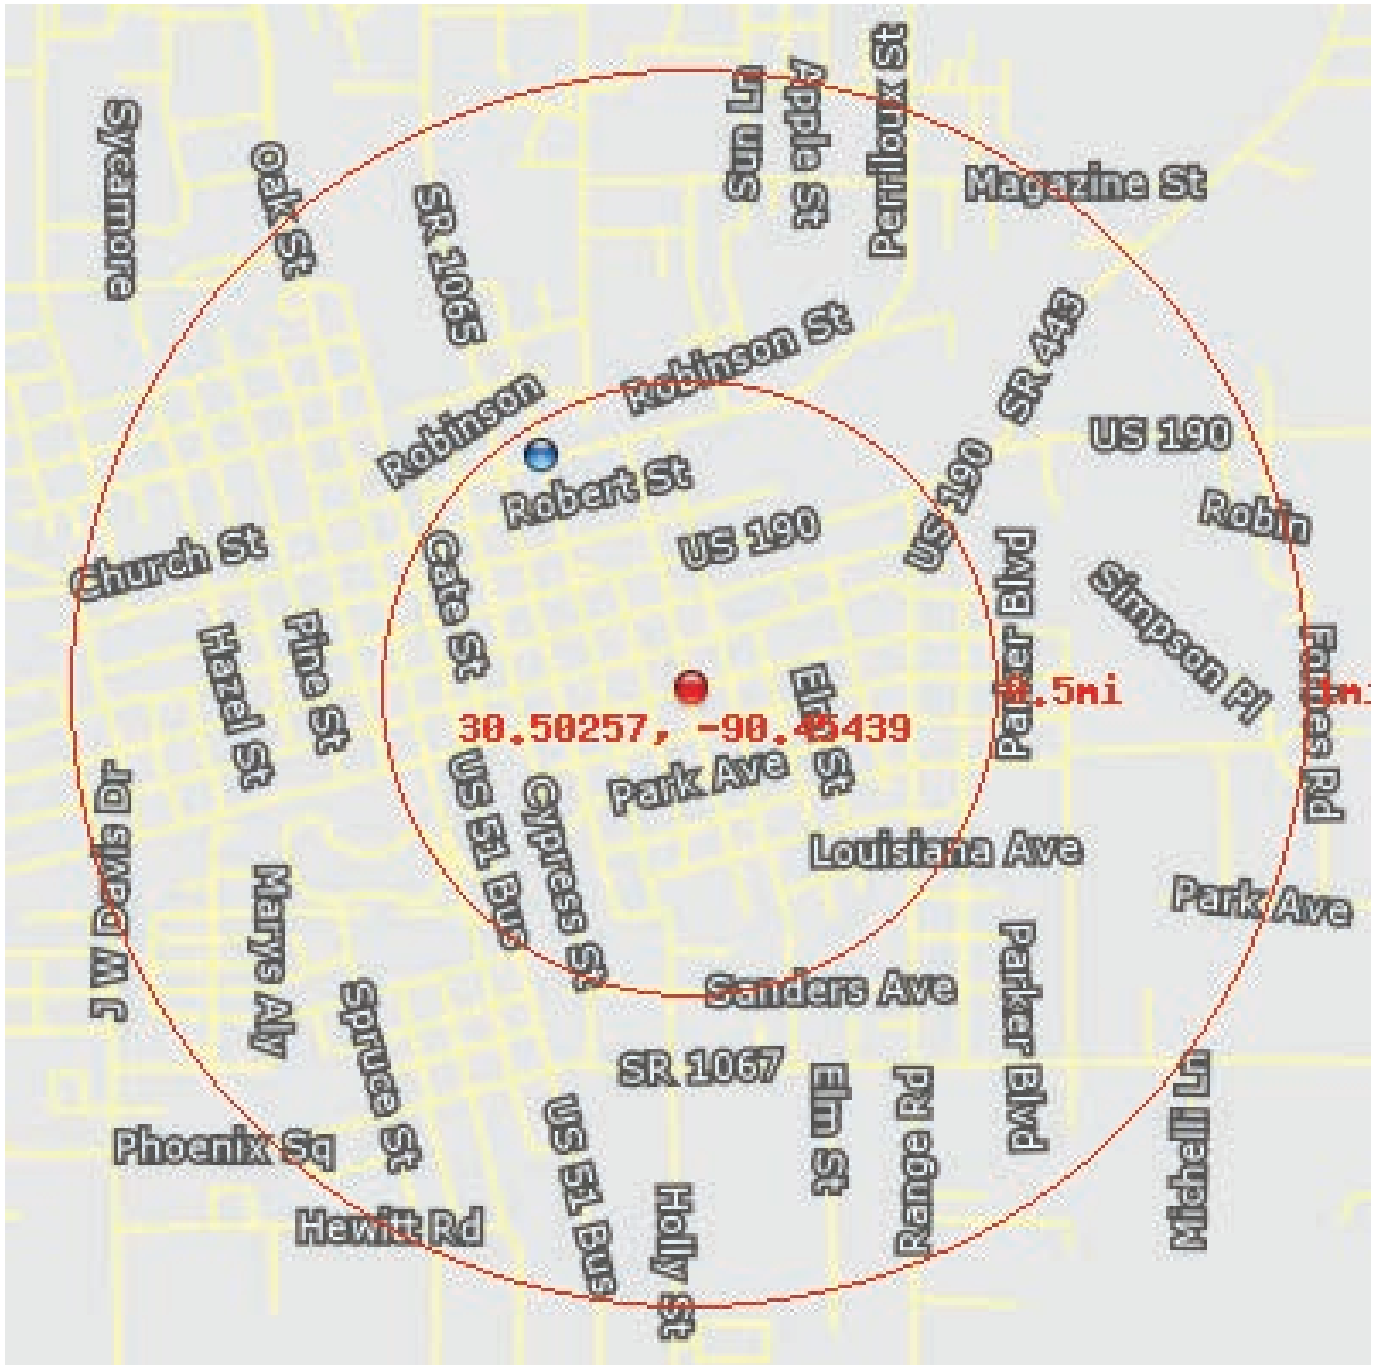 Sycamore
Oak St
SR 1065
Sun Ln
Apple St
Perrilloux St
Magazine St
Robinson St
SR 443
Robinson
US 190
Robert St
US 190
US 190
Robin
Church St
Cate St
Parker Blvd
Simpson Pl
Hazel St
Pine St
Elm St
Fannies Rd
0.5mi
30.50257, -90.45439
US 51 Bus
Cypress St
Park Ave
Louisiana Ave
J W Davis Dr
Marys Aly
Park Ave
Spruce St
Sanders Ave
Parker Blvd
SR 1067
Elm St
Range Rd
Michelli Ln
Phoenix Sq
US 51 Bus
Holly St
Hewitt Rd